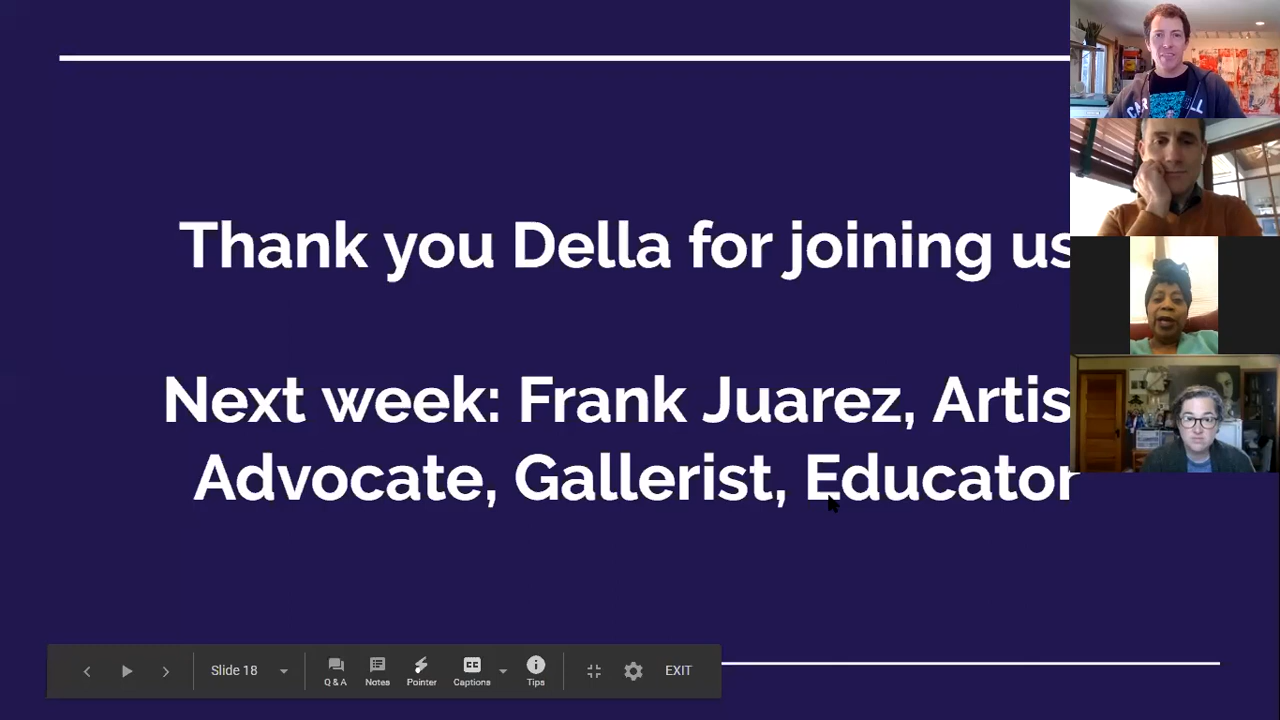 Thank you Della for joining us
Next week: Frank Juarez, Artis
Advocate, Gallerist, Educator
Slide 18
Q & A
Notes
Pointer
CC
Captions
Tips
EXIT